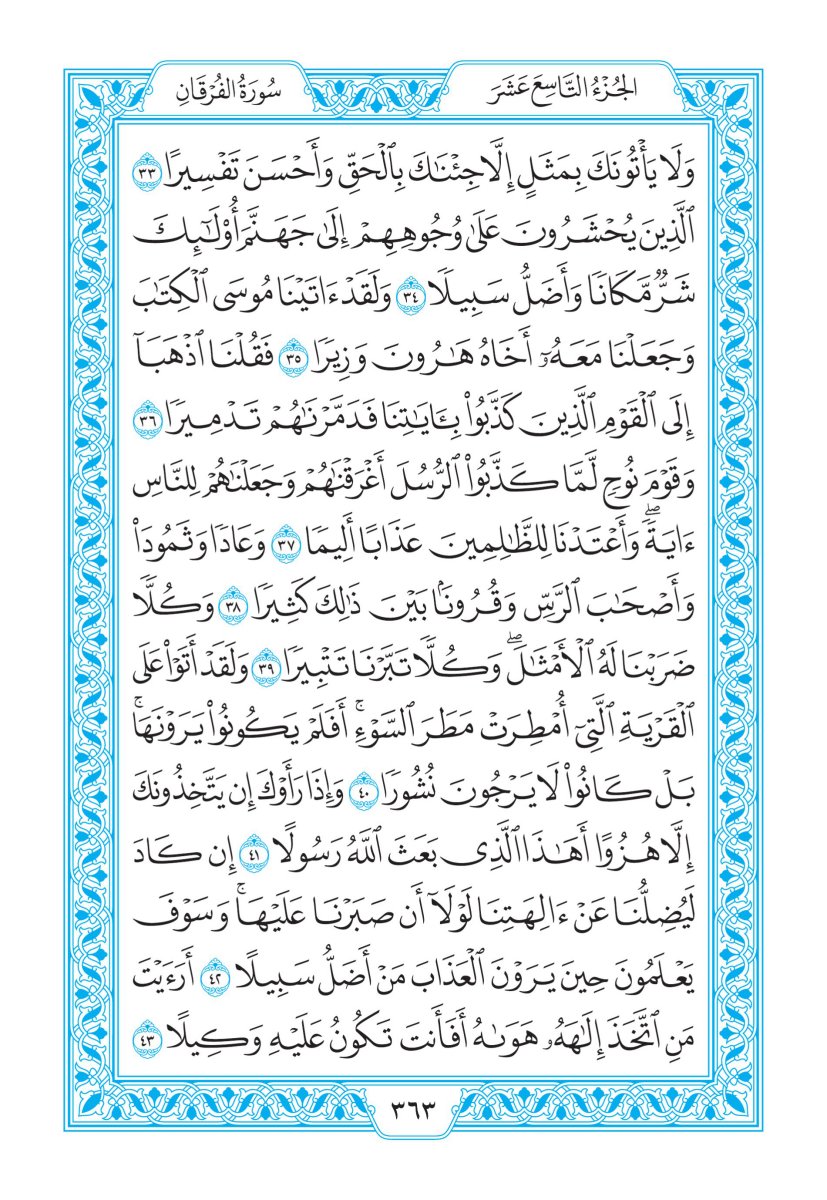 الجُزْءُ التَّاسِعَ عَشَرَ
سُورَةُ الفُرْقَانِ
وَلَا يَأْتُونَكَ بِمَثَلٍ إِلَّا جِئْنَٰكَ بِٱلْحَقِّ وَأَحْسَنَ تَفْسِيرًا ٣٣
ٱلَّذِينَ يُحْشَرُونَ عَلَىٰ وُجُوهِهِمْ إِلَىٰ جَهَنَّمَ أُو۟لَـٰٓئِكَ
شَرٌّ مَّكَانًا وَأَضَلُّ سَبِيلًا ٣٤ وَلَقَدْ ءَاتَيْنَا مُوسَى ٱلْكِتَٰبَ
وَجَعَلْنَا مَعَهُۥٓ أَخَاهُ هَٰرُونَ وَزِيرًا ٣٥ فَقُلْنَا ٱذْهَبَآ
إِلَى ٱلْقَوْمِ ٱلَّذِينَ كَذَّبُوا۟ بِـَٔايَٰتِنَا فَدَمَّرْنَٰهُمْ تَدْمِيرًا ٣٦
وَقَوْمَ نُوحٍ لَّمَّا كَذَّبُوا۟ ٱلرُّسُلَ أَغْرَقْنَٰهُمْ وَجَعَلْنَٰهُمْ لِلنَّاسِ
ءَايَةًۖ وَأَعْتَدْنَا لِلظَّٰلِمِينَ عَذَابًا أَلِيمًا ٣٧ وَعَادًا وَثَمُودَا۟
وَأَصْحَٰبَ ٱلرَّسِّ وَقُرُونًۢا بَيْنَ ذَٰلِكَ كَثِيرًا ٣٨ وَكُلًّا
ضَرَبْنَا لَهُ ٱلْأَمْثَٰلَۖ وَكُلًّا تَبَّرْنَا تَتْبِيرًا ٣٩ وَلَقَدْ أَتَوْا۟ عَلَى
ٱلْقَرْيَةِ ٱلَّتِىٓ أُمْطِرَتْ مَطَرَ ٱلسَّوْءِۚ أَفَلَمْ يَكُونُوا۟ يَرَوْنَهَاۚ
بَلْ كَانُوا۟ لَا يَرْجُونَ نُشُورًا ٤٠ وَإِذَا رَأَوْكَ إِن يَتَّخِذُونَكَ
إِلَّا هُزُوًا أَهَٰذَا ٱلَّذِى بَعَثَ ٱللَّهُ رَسُولًا ٤١ إِن كَادَ
لَيُضِلُّنَا عَنْ ءَالِهَتِنَا لَوْلَآ أَن صَبَرْنَا عَلَيْهَاۚ وَسَوْفَ
يَعْلَمُونَ حِينَ يَرَوْنَ ٱلْعَذَابَ مَنْ أَضَلُّ سَبِيلًا ٤٢ أَرَءَيْتَ
مَنِ ٱتَّخَذَ إِلَٰهَهُۥ هَوَىٰهُ أَفَأَنتَ تَكُونُ عَلَيْهِ وَكِيلًا ٤٣
٣٦٣